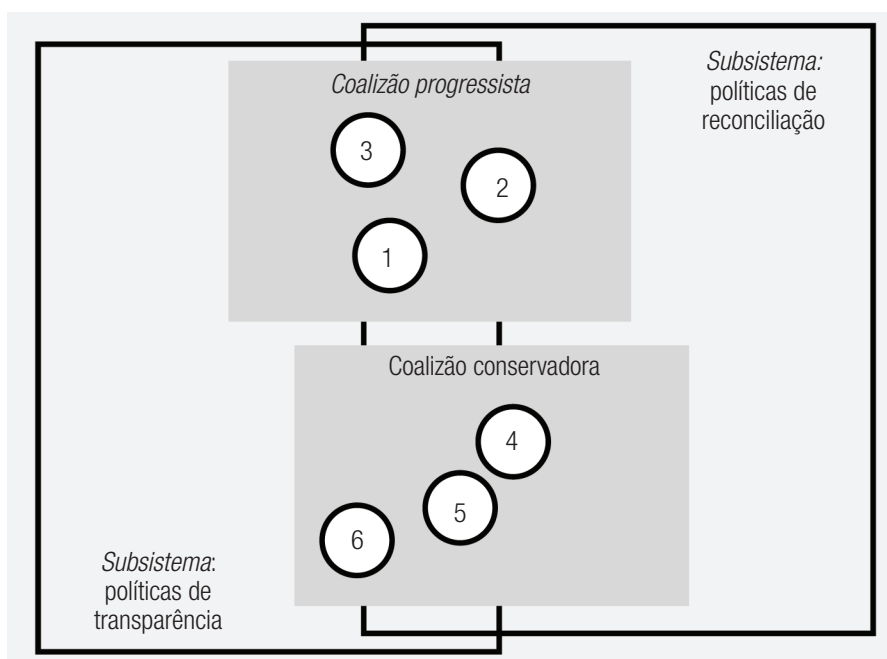 Subsistema:
políticas de
reconciliação
Coalizão progressista
3
2
1
Coalizão conservadora
4
5
6
Subsistema:
políticas de
transparência